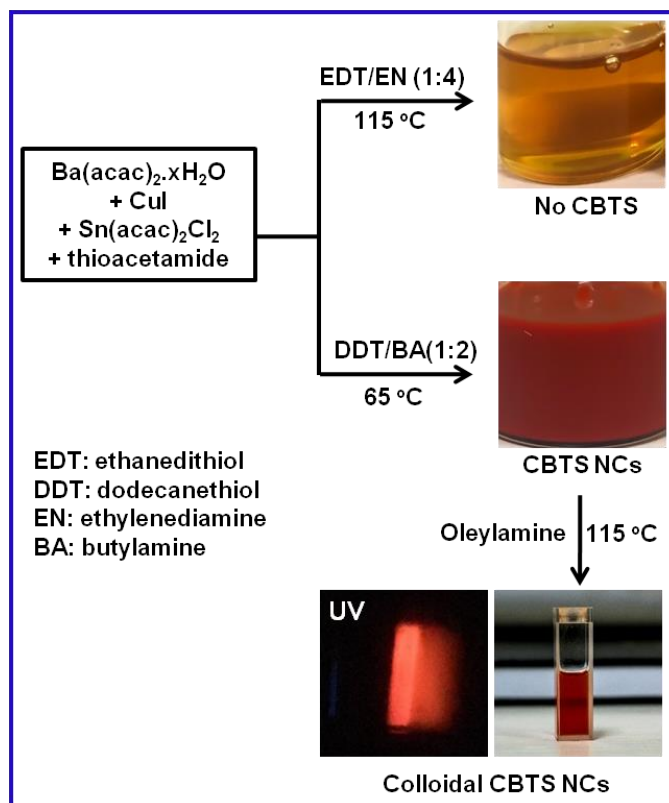 EDT/EN (1:4)
115 °C
No CBTS
Ba(acac)₂.xH₂O
+ CuI
+ Sn(acac)₂Cl₂
+ thioacetamide
DDT/BA(1:2)
65 °C
CBTS NCs
EDT: ethanedithiol
DDT: dodecanethiol
EN: ethylenediamine
BA: butylamine
Oleylamine 115 °C
UV
Colloidal CBTS NCs